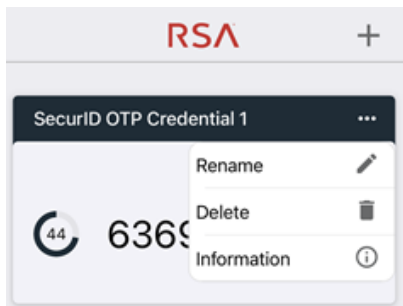 RSA
SecurID OTP Credential 1
Rename
Delete
44
Information